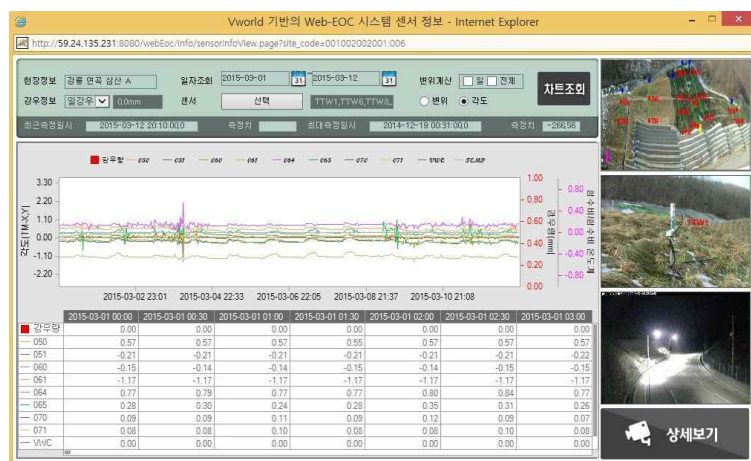 Vworld 기반의 Web-EOC 시스템 센서 정보 - Internet Explorer
http://59.24.135.231:8080/webEoc/info/sensorInfoView.page?site_code=001002002001:006
현장정보 강릉 연곡 삼산 A 일자조회 2015-03-01 31 ~ 2015-03-12 31 변위계산 일 전체 차트조회
강우정보 일강우 0.0mm 센서 선택 TTW1,TTW6,TTW8, 변위 각도
최근측정일시 2015-03-12 20:10:00.0 측정치 최대측정일시 2014-12-19 00:31:00.0 측정치 -266.56
강우량 050 051 060 061 064 065 070 071 VWC TEMP
각도(TM-X,Y)
3.30
2.20
1.10
0.00
-1.10
-2.20
1.00
0.80
0.60
0.40
0.20
0.00
강우량(mm)
0.80
0.40
0.00
-0.40
-0.80
2015-03-02 23:01 2015-03-04 22:33 2015-03-06 22:05 2015-03-08 21:37 2015-03-10 21:08
2015-03-01 00:00 2015-03-01 00:30 2015-03-01 01:00 2015-03-01 01:30 2015-03-01 02:00 2015-03-01 02:30 2015-03-01 03:00
강우량 0.00 0.00 0.00 0.00 0.00 0.00 0.00
050 0.57 0.57 0.57 0.55 0.57 0.57 0.57
051 -0.21 -0.21 -0.21 -0.21 -0.21 -0.21 -0.22
060 -0.15 -0.14 -0.14 -0.15 -0.14 -0.15 -0.15
061 -1.17 -1.17 -1.17 -1.17 -1.17 -1.17 -1.17
064 0.77 0.79 0.77 0.77 0.80 0.84 0.77
065 0.28 0.30 0.24 0.28 0.35 0.31 0.26
070 0.09 0.09 0.11 0.09 0.12 0.09 0.07
071 0.08 0.08 0.10 0.08 0.08 0.10 0.08
VWC 0.00 0.00 0.00 0.00 0.00 0.00 0.00
TTW1
상세보기